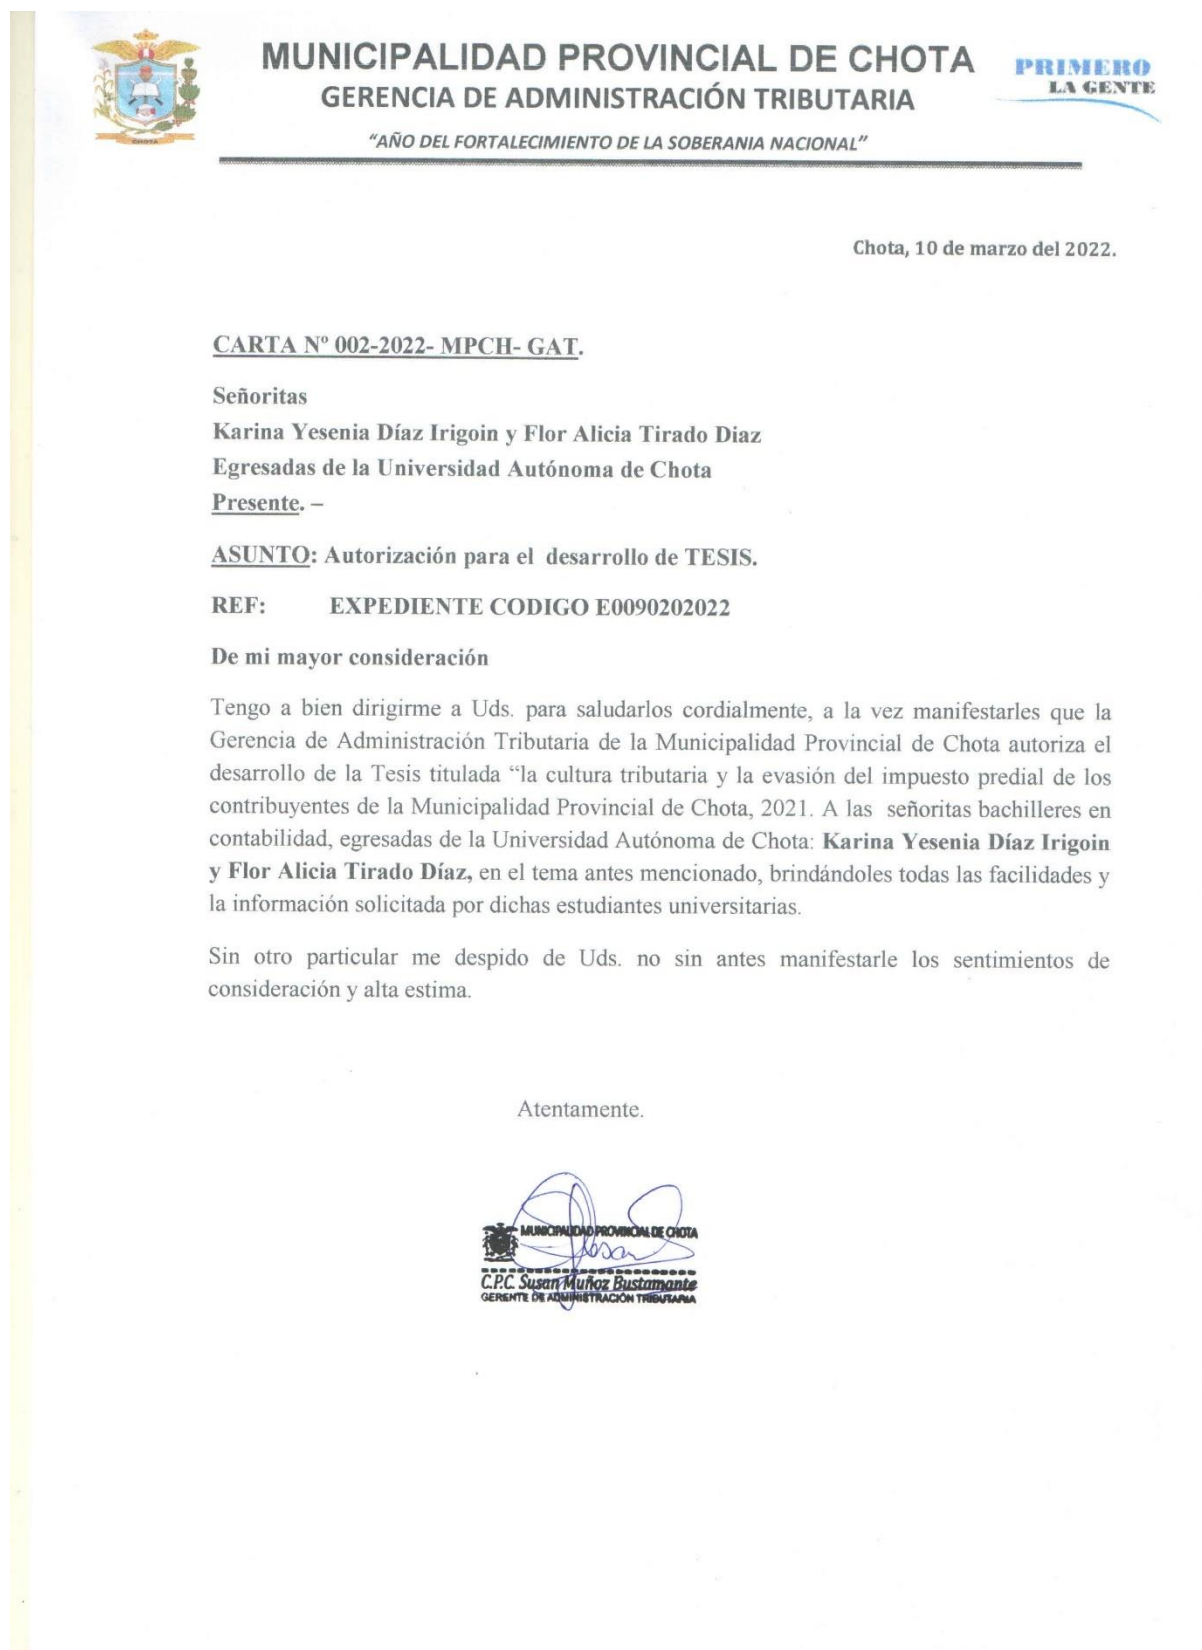 MUNICIPALIDAD PROVINCIAL DE CHOTA
GERENCIA DE ADMINISTRACIÓN TRIBUTARIA
PRIMERO
LA GENTE
CHOTA
"AÑO DEL FORTALECIMIENTO DE LA SOBERANIA NACIONAL"
Chota, 10 de marzo del 2022.
CARTA Nº 002-2022- MPCH- GAT.
Señoritas
Karina Yesenia Díaz Irigoin y Flor Alicia Tirado Diaz
Egresadas de la Universidad Autónoma de Chota
Presente. –
ASUNTO: Autorización para el desarrollo de TESIS.
REF: EXPEDIENTE CODIGO E0090202022
De mi mayor consideración
Tengo a bien dirigirme a Uds. para saludarlos cordialmente, a la vez manifestarles que la
Gerencia de Administración Tributaria de la Municipalidad Provincial de Chota autoriza el
desarrollo de la Tesis titulada “la cultura tributaria y la evasión del impuesto predial de los
contribuyentes de la Municipalidad Provincial de Chota, 2021. A las señoritas bachilleres en
contabilidad, egresadas de la Universidad Autónoma de Chota: Karina Yesenia Díaz Irigoin
y Flor Alicia Tirado Díaz, en el tema antes mencionado, brindándoles todas las facilidades y
la información solicitada por dichas estudiantes universitarias.
Sin otro particular me despido de Uds. no sin antes manifestarle los sentimientos de
consideración y alta estima.
Atentamente.
MUNICIPALIDAD PROVINCIAL DE CHOTA
C.P.C. Susan Muñoz Bustamante
GERENTE DE ADMINISTRACIÓN TRIBUTARIA